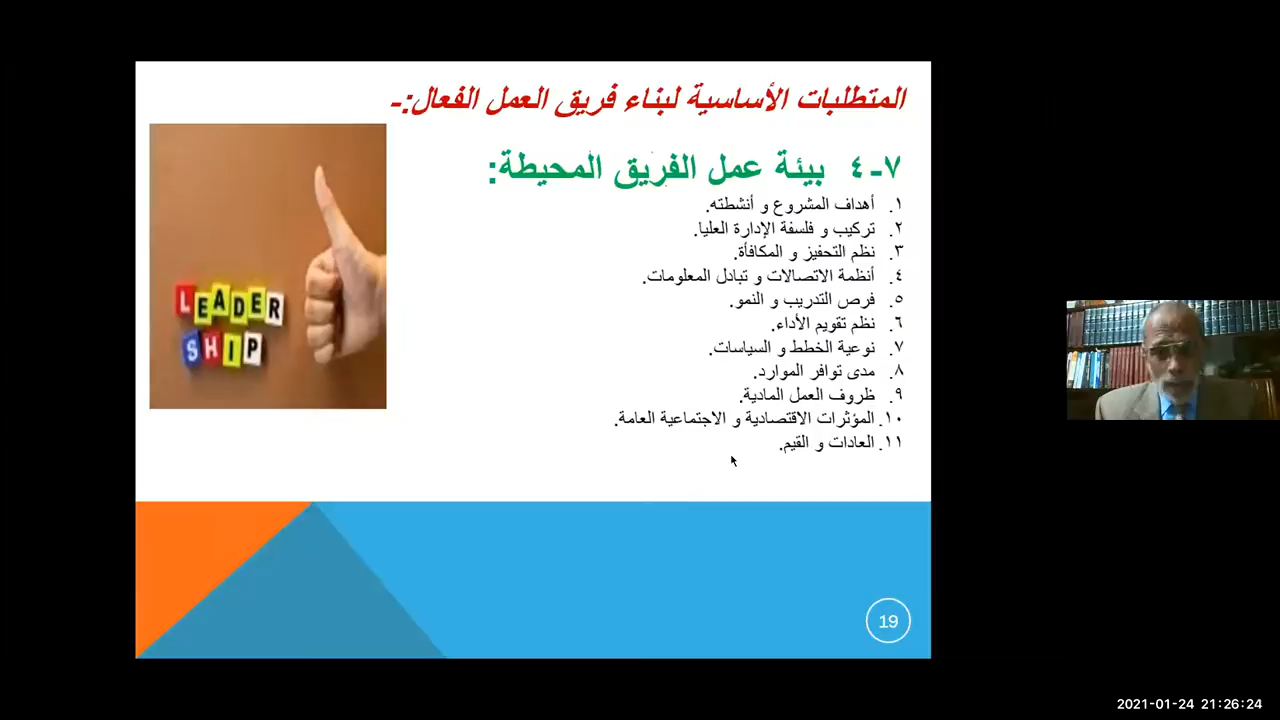 المتطلبات الأساسية لبناء فريق العمل الفعال:-
٧-٤ بيئة عمل الفريق المحيطة:
١. أهداف المشروع و أنشطته.
٢. تركيب و فلسفة الإدارة العليا.
٣. نظم التحفيز و المكافأة.
٤. أنظمة الاتصالات و تبادل المعلومات.
٥. فرص التدريب و النمو.
٦. نظم تقويم الأداء.
٧. نوعية الخطط و السياسات.
٨. مدى توافر الموارد.
٩. ظروف العمل المادية.
١٠. المؤثرات الاقتصادية و الاجتماعية العامة.
١١. العادات و القيم.
LEADER
SHIP
19
2021-01-24 21:26:24